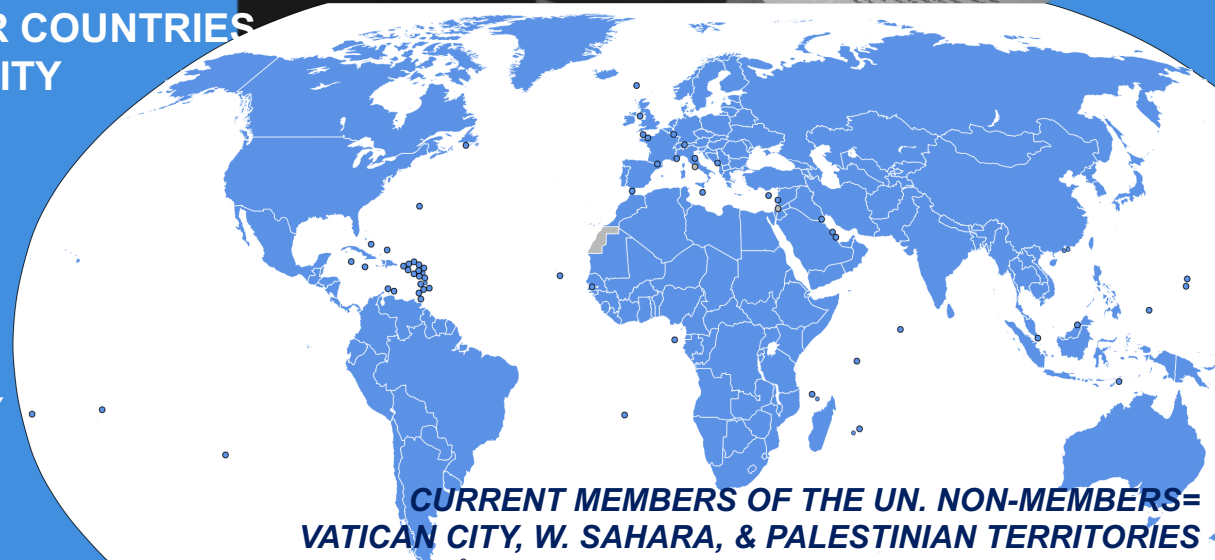 R COUNTRIES
ITY
CURRENT MEMBERS OF THE UN. NON-MEMBERS=
VATICAN CITY, W. SAHARA, & PALESTINIAN TERRITORIES